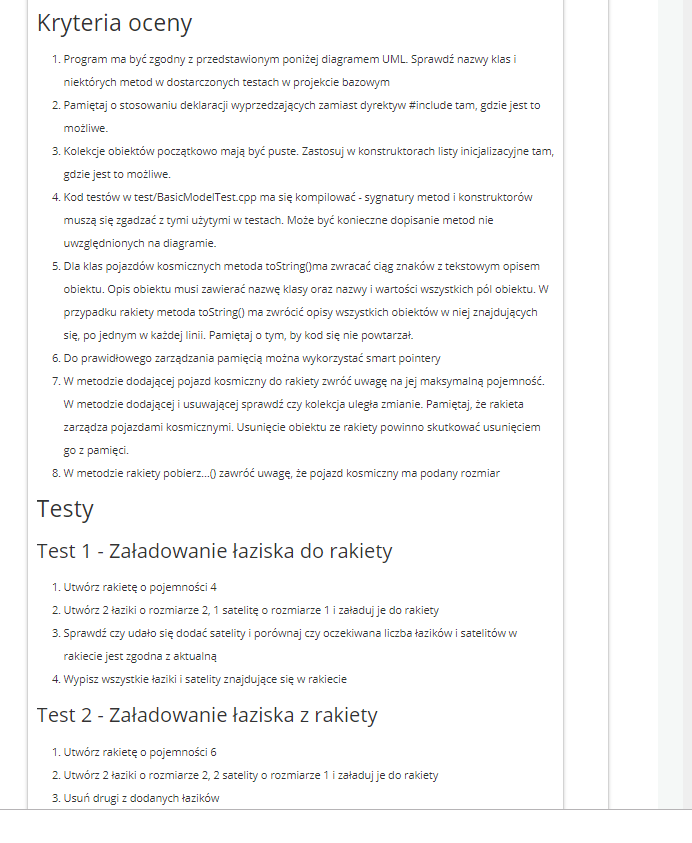 Kryteria oceny
1. Program ma być zgodny z przedstawionym poniżej diagramem UML. Sprawdź nazwy klas i
niektórych metod w dostarczonych testach w projekcie bazowym
2. Pamiętaj o stosowaniu deklaracji wyprzedzających zamiast dyrektyw #include tam, gdzie jest to
możliwe.
3. Kolekcje obiektów początkowo mają być puste. Zastosuj w konstruktorach listy inicjalizacyjne tam,
gdzie jest to możliwe.
4. Kod testów w test/BasicModelTest.cpp ma się kompilować - sygnatury metod i konstruktorów
muszą się zgadzać z tymi użytymi w testach. Może być konieczne dopisanie metod nie
uwzględnionych na diagramie.
5. Dla klas pojazdów kosmicznych metoda toString()ma zwracać ciąg znaków z tekstowym opisem
obiektu. Opis obiektu musi zawierać nazwę klasy oraz nazwy i wartości wszystkich pól obiektu. W
przypadku rakiety metoda toString() ma zwrócić opisy wszystkich obiektów w niej znajdujących
się, po jednym w każdej linii. Pamiętaj o tym, by kod się nie powtarzał.
6. Do prawidłowego zarządzania pamięcią można wykorzystać smart pointery
7. W metodzie dodającej pojazd kosmiczny do rakiety zwróć uwagę na jej maksymalną pojemność.
W metodzie dodającej i usuwającej sprawdź czy kolekcja uległa zmianie. Pamiętaj, że rakieta
zarządza pojazdami kosmicznymi. Usunięcie obiektu ze rakiety powinno skutkować usunięciem
go z pamięci.
8. W metodzie rakiety pobierz...() zawróć uwagę, że pojazd kosmiczny ma podany rozmiar
Testy
Test 1 - Załadowanie łaziska do rakiety
1. Utwórz rakietę o pojemności 4
2. Utwórz 2 łaziki o rozmiarze 2, 1 satelitę o rozmiarze 1 i załaduj je do rakiety
3. Sprawdź czy udało się dodać satelity i porównaj czy oczekiwana liczba łazików i satelitów w
rakiecie jest zgodna z aktualną
4. Wypisz wszystkie łaziki i satelity znajdujące się w rakiecie
Test 2 - Załadowanie łaziska z rakiety
1. Utwórz rakietę o pojemności 6
2. Utwórz 2 łaziki o rozmiarze 2, 2 satelity o rozmiarze 1 i załaduj je do rakiety
3. Usuń drugi z dodanych łazików